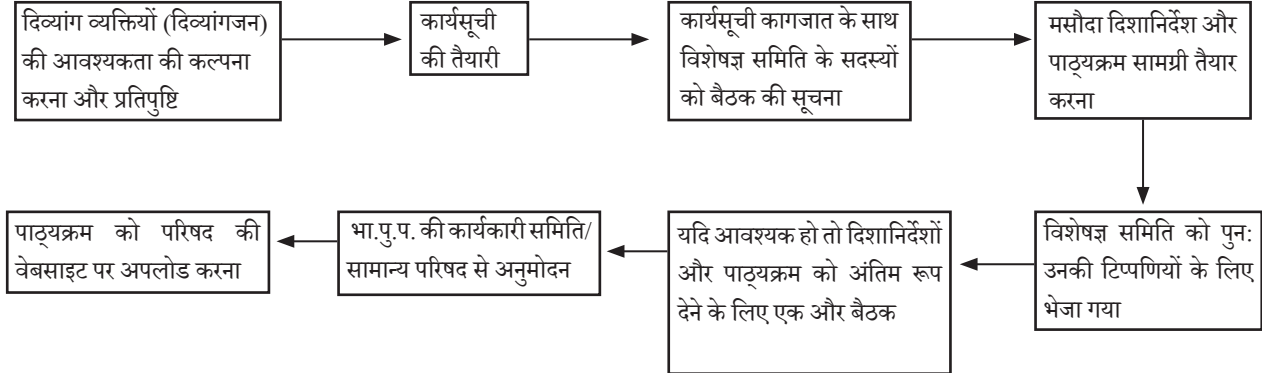 दिव्यांग व्यक्तियों (दिव्यांगजन)
की आवश्यकता की कल्पना
करना और प्रतिपुष्टि
कार्यसूची
की तैयारी
कार्यसूची कागजात के साथ
विशेषज्ञ समिति के सदस्यों
को बैठक की सूचना
मसौदा दिशानिर्देश और
पाठ्यक्रम सामग्री तैयार
करना
विशेषज्ञ समिति को पुन:
उनकी टिप्पणियों के लिए
भेजा गया
यदि आवश्यक हो तो दिशानिर्देशों
और पाठ्यक्रम को अंतिम रूप
देने के लिए एक और बैठक
भा.पु.प. की कार्यकारी समिति/
सामान्य परिषद से अनुमोदन
पाठ्यक्रम को परिषद की
वेबसाइट पर अपलोड करना